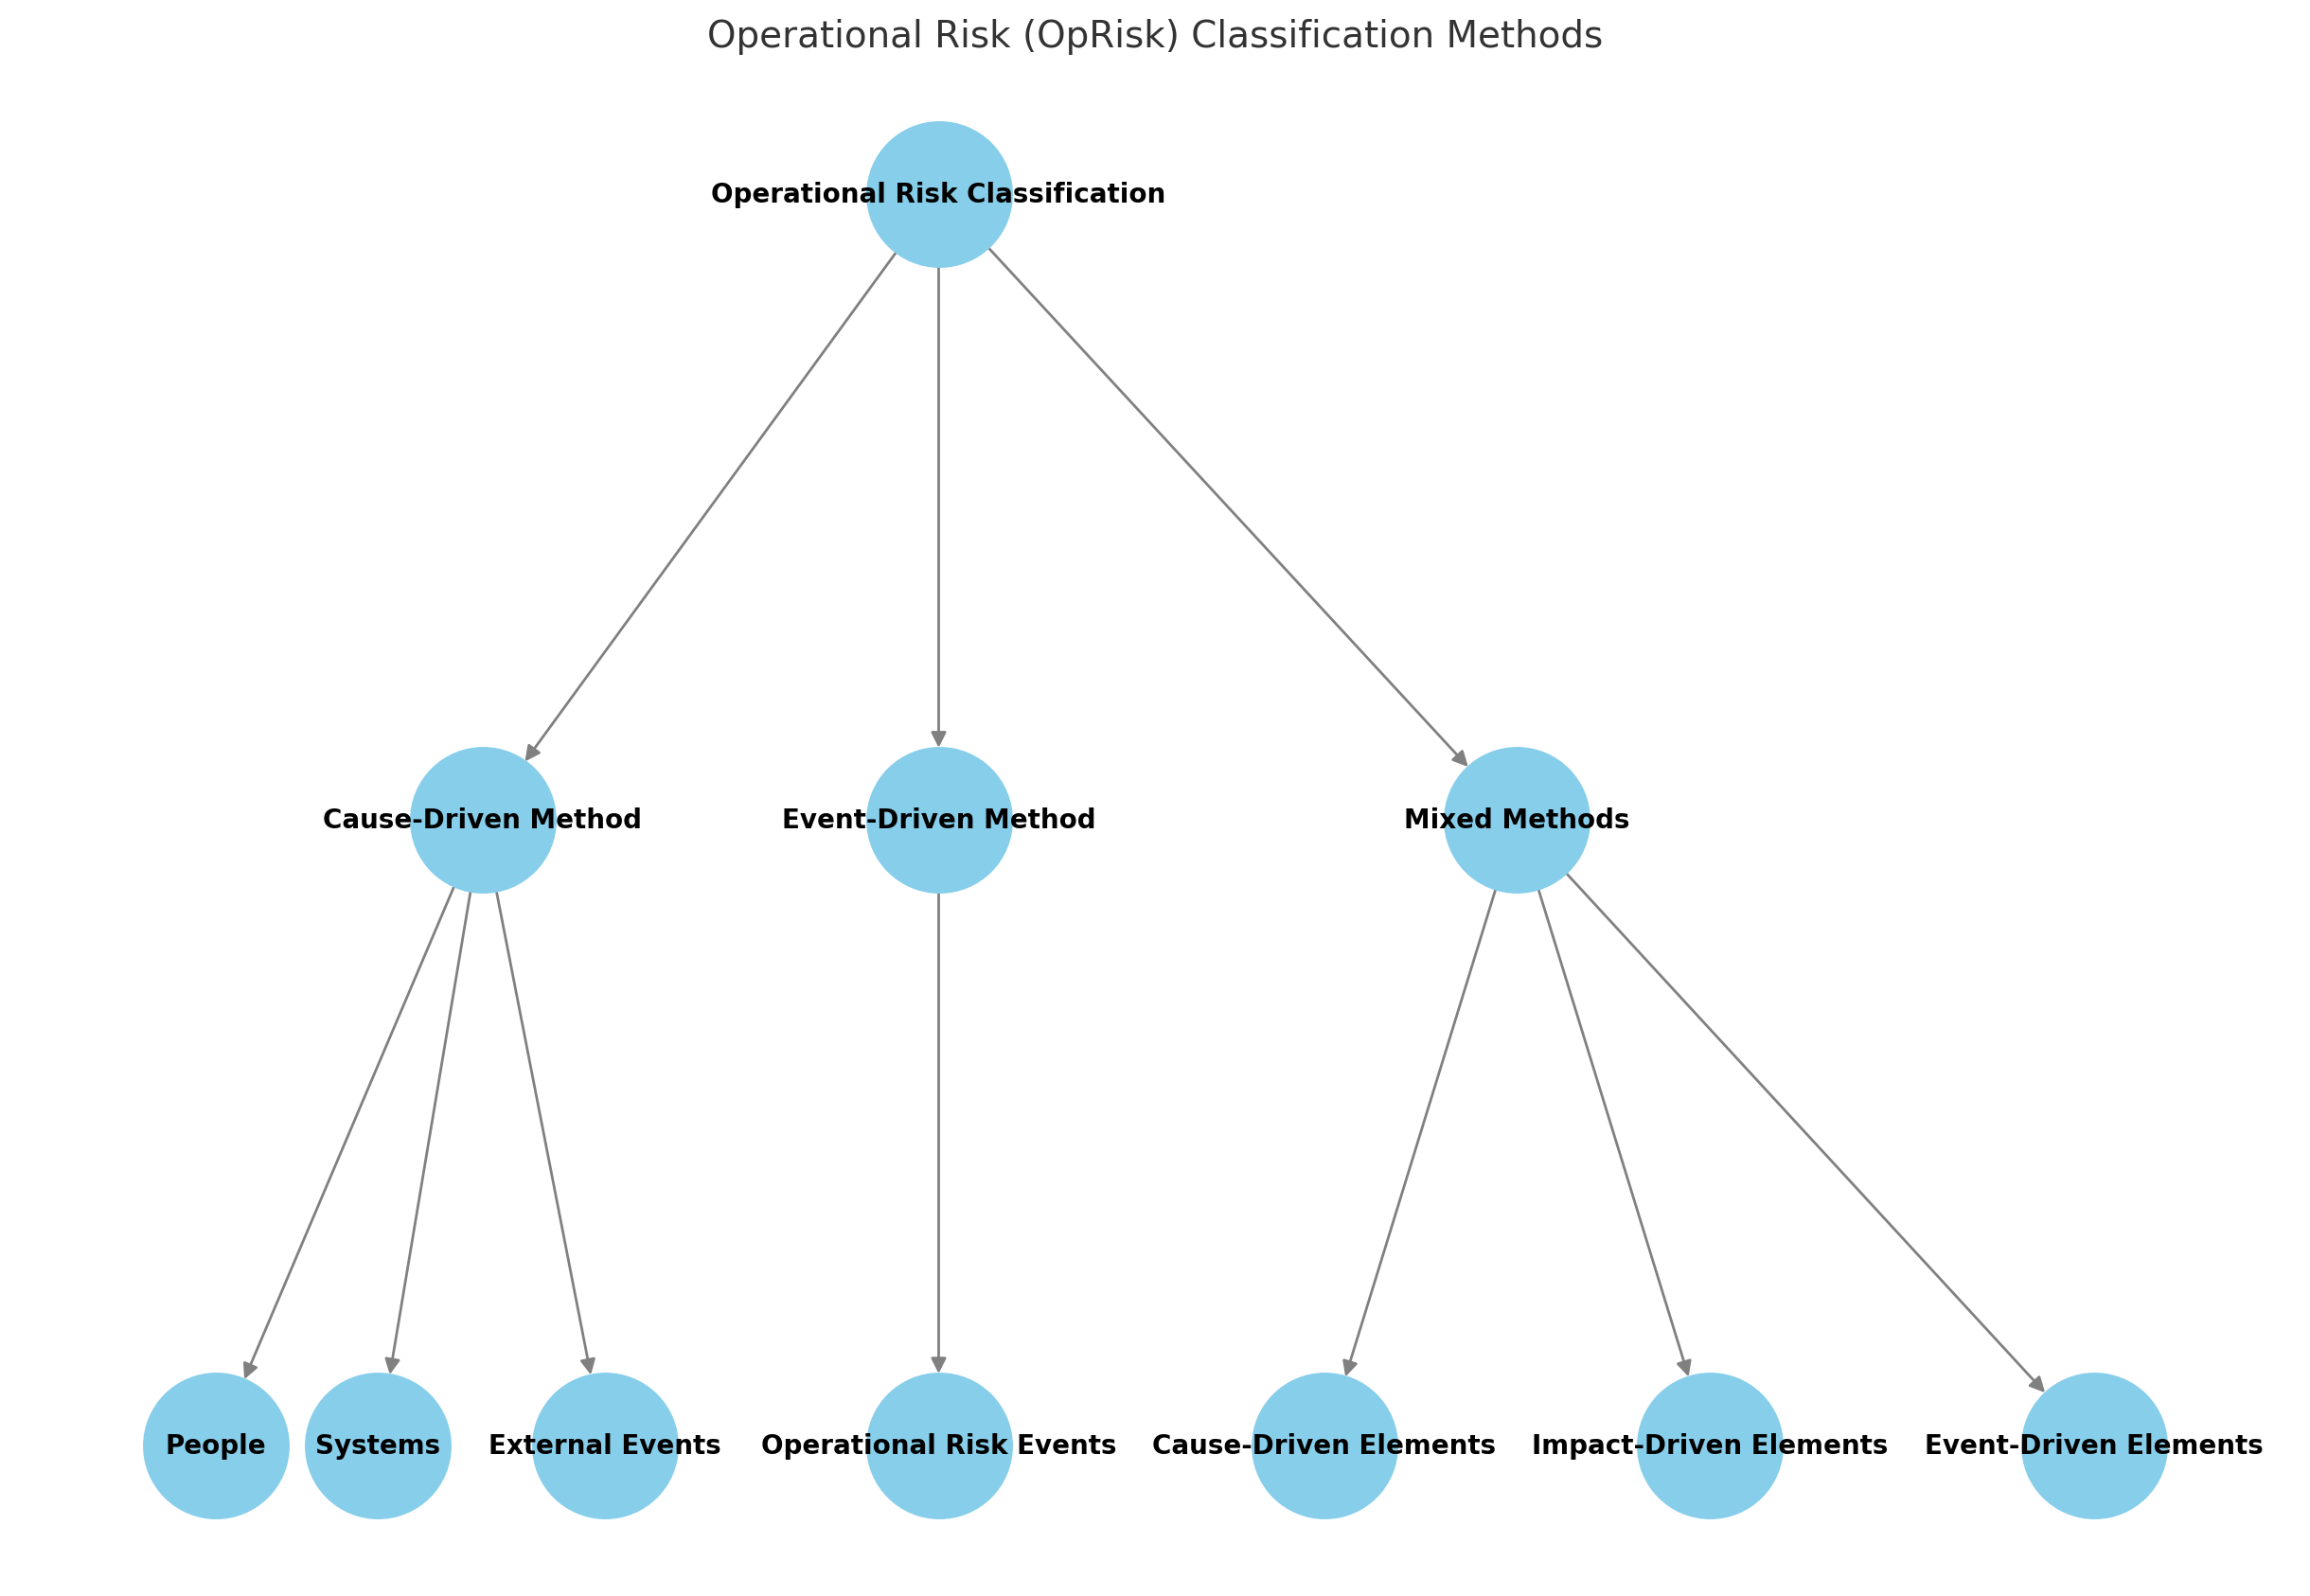 Operational Risk (OpRisk) Classification Methods
Operational Risk Classification
Cause-Driven Method
Event-Driven Method
Mixed Methods
People
Systems
External Events
Operational Risk Events
Cause-Driven Elements
Impact-Driven Elements
Event-Driven Elements